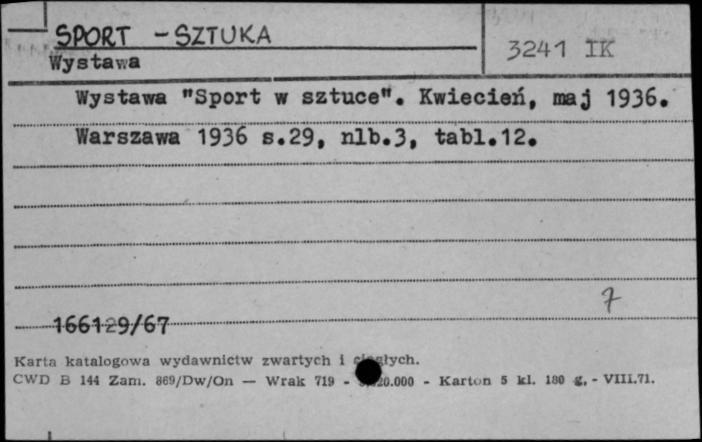 SPORT - SZTUKA
3241 IK
Wystawa
Wystawa "Sport w sztuce". Kwiecień, maj 1936.
Warszawa 1936 s.29, nlb.3, tabl.12.
7
166129/67
Karta katalogowa wydawnictw zwartych i ciągłych.
CWD B 144 Zam. 869/Dw/On — Wrak 719 - 20.000 - Karton 5 kl. 180 g. - VIII.71.